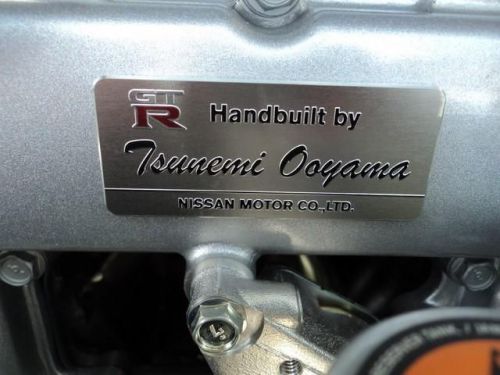 GT
R
Handbuilt by
Tsunemi Ooyama
NISSAN MOTOR CO.,LTD.